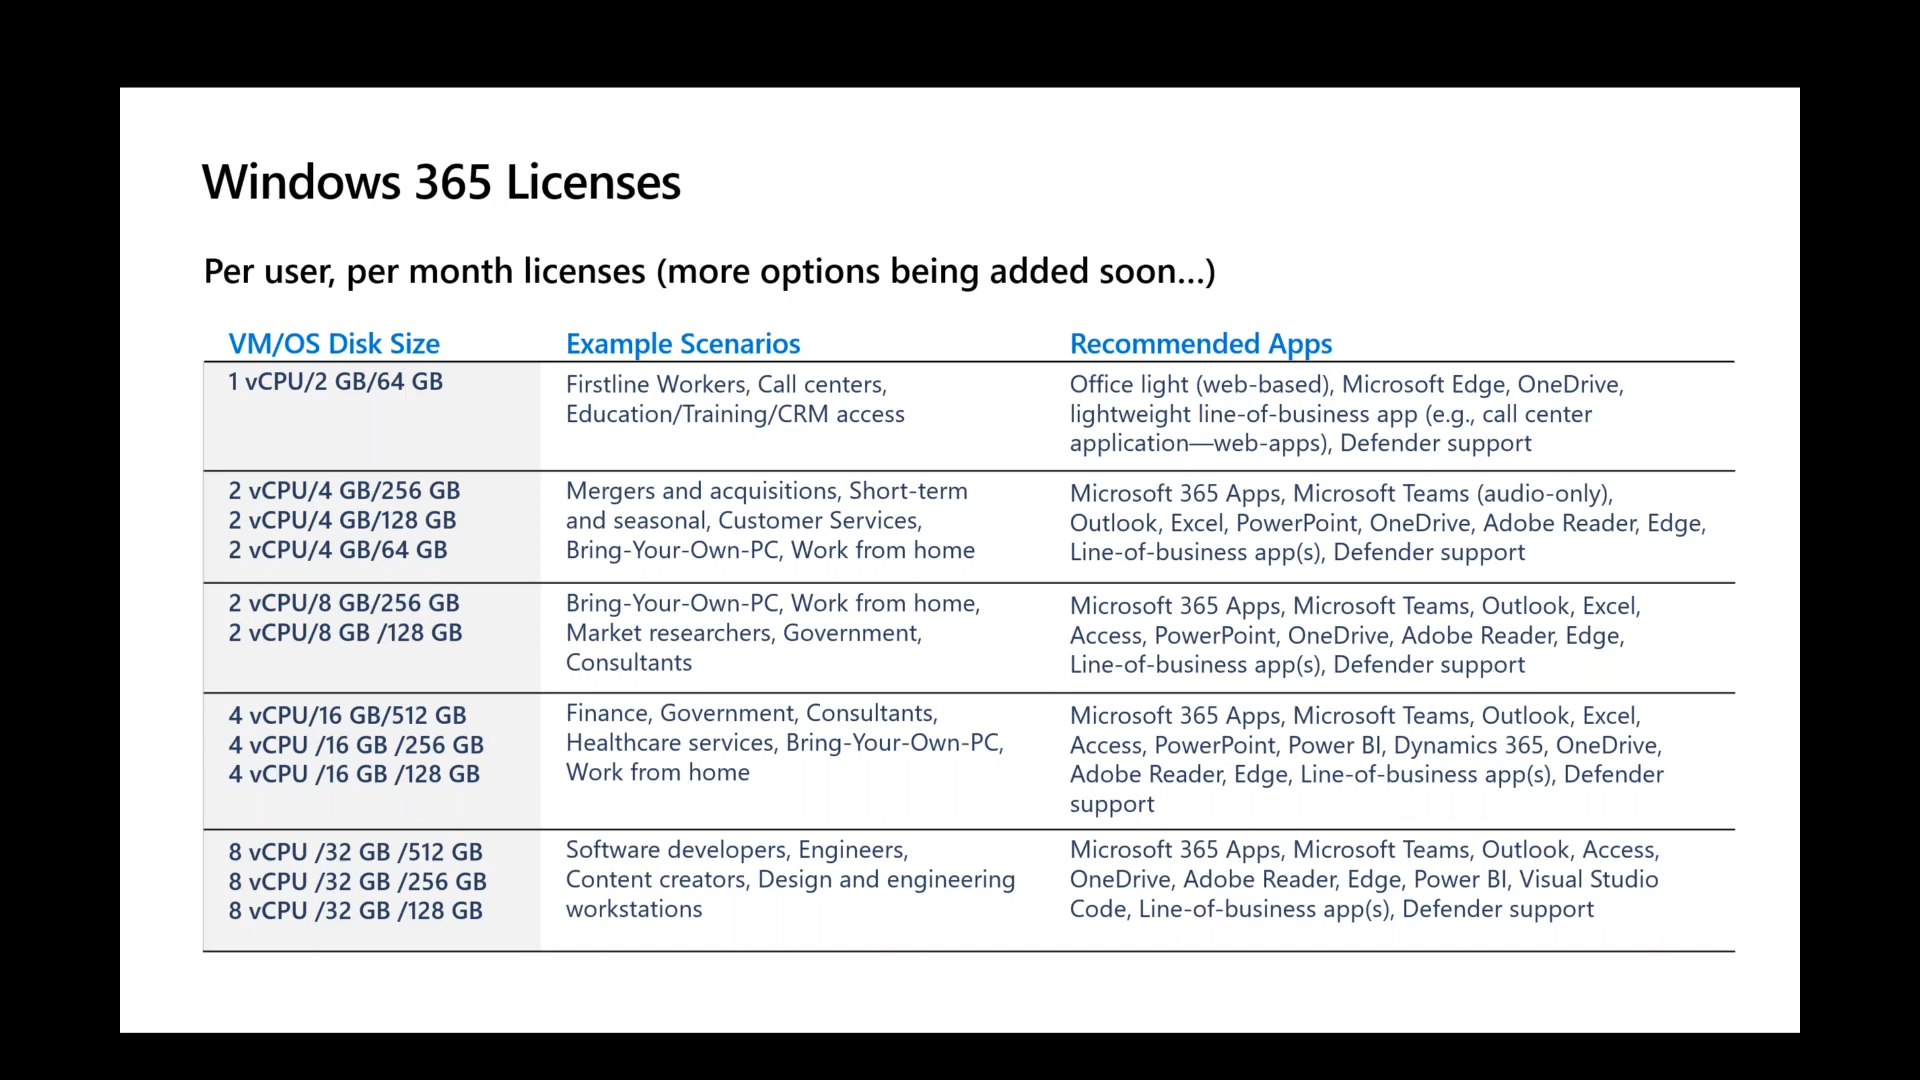 Windows 365 Licenses
Per user, per month licenses (more options being added soon...)
VM/OS Disk Size
Example Scenarios
Recommended Apps
1 vCPU/2 GB/64 GB
Firstline Workers, Call centers,
Education/Training/CRM access
Office light (web-based), Microsoft Edge, OneDrive,
lightweight line-of-business app (e.g., call center
application—web-apps), Defender support
2 vCPU/4 GB/256 GB
2 vCPU/4 GB/128 GB
2 vCPU/4 GB/64 GB
Mergers and acquisitions, Short-term
and seasonal, Customer Services,
Bring-Your-Own-PC, Work from home
Microsoft 365 Apps, Microsoft Teams (audio-only),
Outlook, Excel, PowerPoint, OneDrive, Adobe Reader, Edge,
Line-of-business app(s), Defender support
2 vCPU/8 GB/256 GB
2 vCPU/8 GB /128 GB
Bring-Your-Own-PC, Work from home,
Market researchers, Government,
Consultants
Microsoft 365 Apps, Microsoft Teams, Outlook, Excel,
Access, PowerPoint, OneDrive, Adobe Reader, Edge,
Line-of-business app(s), Defender support
4 vCPU/16 GB/512 GB
4 vCPU /16 GB /256 GB
4 vCPU /16 GB /128 GB
Finance, Government, Consultants,
Healthcare services, Bring-Your-Own-PC,
Work from home
Microsoft 365 Apps, Microsoft Teams, Outlook, Excel,
Access, PowerPoint, Power BI, Dynamics 365, OneDrive,
Adobe Reader, Edge, Line-of-business app(s), Defender
support
8 vCPU /32 GB /512 GB
8 vCPU /32 GB /256 GB
8 vCPU /32 GB /128 GB
Software developers, Engineers,
Content creators, Design and engineering
workstations
Microsoft 365 Apps, Microsoft Teams, Outlook, Access,
OneDrive, Adobe Reader, Edge, Power BI, Visual Studio
Code, Line-of-business app(s), Defender support